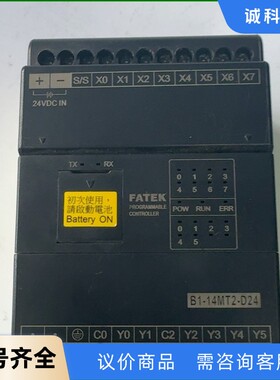 诚科
+ - S/S X0 X1 X2 X3 X4 X5 X6 X7
24VDC IN
TX RX
FATEK
PROGRAMMABLE
CONTROLLER
初次使用，
請啟動電池
Battery ON
0 1 2 3
4 5 6 7
POW RUN ERR
0 1 2 3
4 5
B1-14MT2-D24
C0 Y0 Y1 C2 Y2 Y3 Y4 Y5
号齐全
议价商品 需咨询客